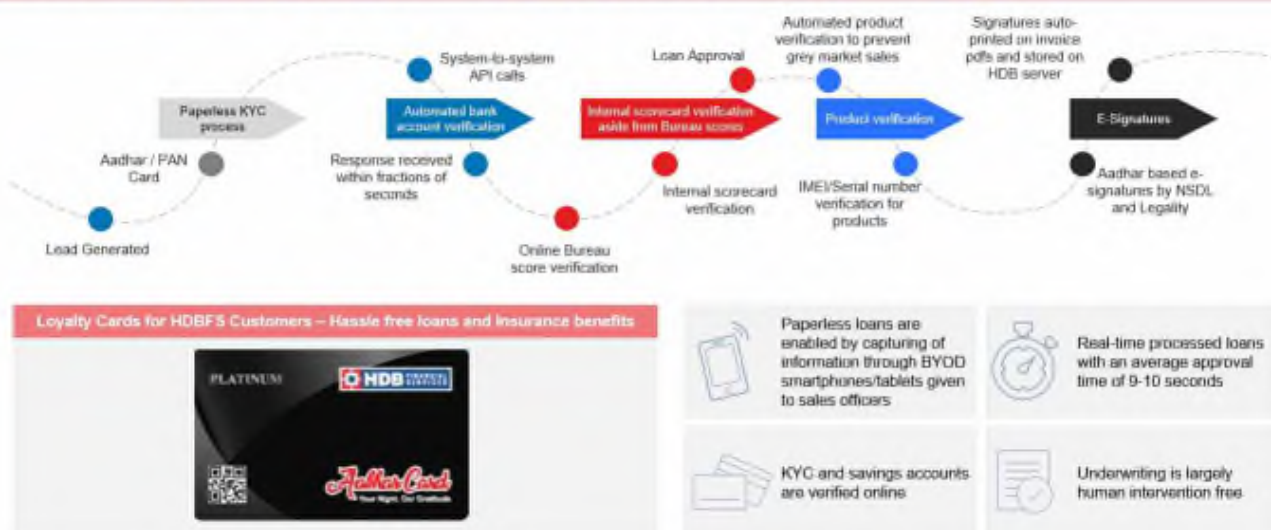 Lead Generated
Aadhar / PAN
Card
Paperless KYC
process
System-to-system
API calls
Automated bank
account verification
Response received
within fractions of
seconds
Online Bureau
score verification
Internal scorecard verification
aside from Bureau scores
Internal scorecard
verification
Loan Approval
Automated product
verification to prevent
grey market sales
Product verification
IMEI/Serial number
verification for
products
Signatures auto-
printed on invoice
pdfs and stored on
HDB server
E-Signatures
Aadhar based e-
signatures by NSDL
and Legality
Loyalty Cards for HDBFS Customers – Hassle free loans and insurance benefits
PLATINUM
HDB FINANCIAL
SERVICES
Card
Paperless loans are
enabled by capturing of
information through BYOD
smartphones/tablets given
to sales officers
Real-time processed loans
with an average approval
time of 9-10 seconds
KYC and savings accounts
are verified online
Underwriting is largely
human intervention free